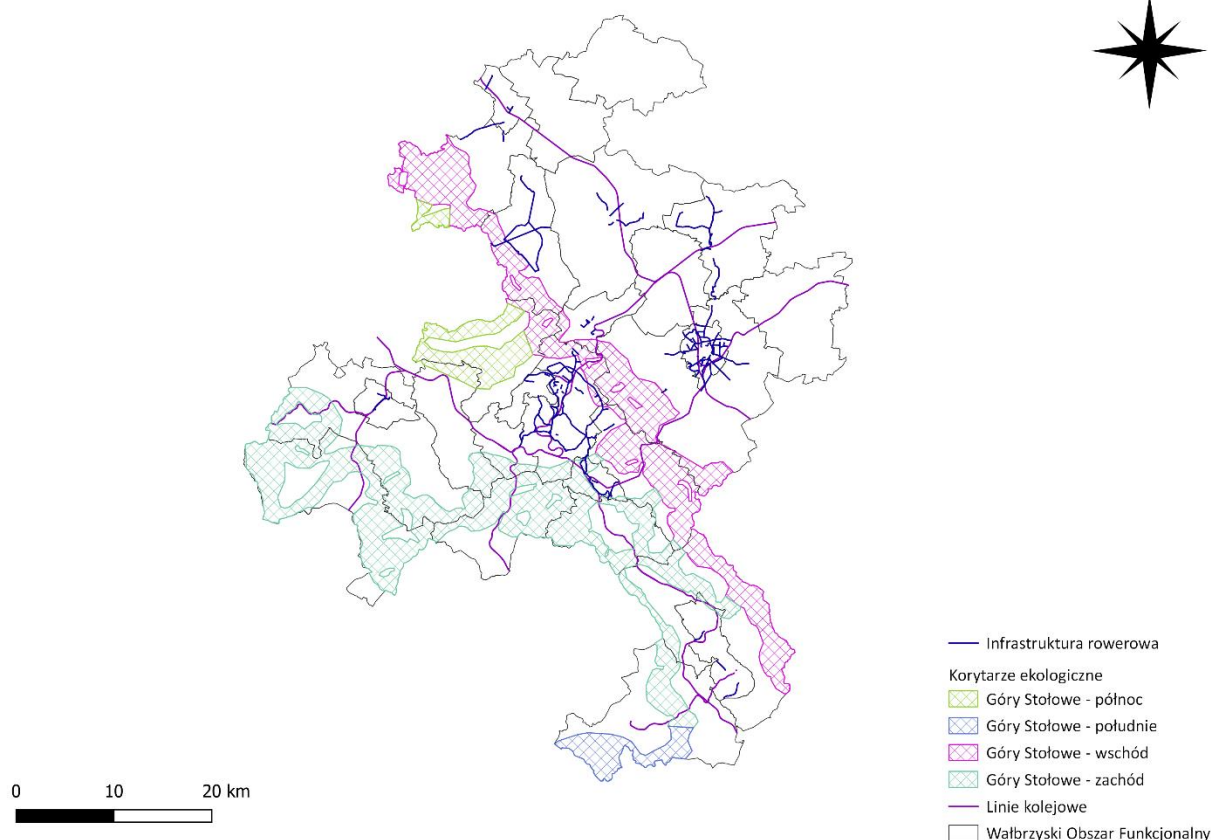 Infrastruktura rowerowa
Korytarze ekologiczne
Góry Stołowe - północ
Góry Stołowe - południe
Góry Stołowe - wschód
Góry Stołowe - zachód
Linie kolejowe
Wałbrzyski Obszar Funkcjonalny
0 10 20 km